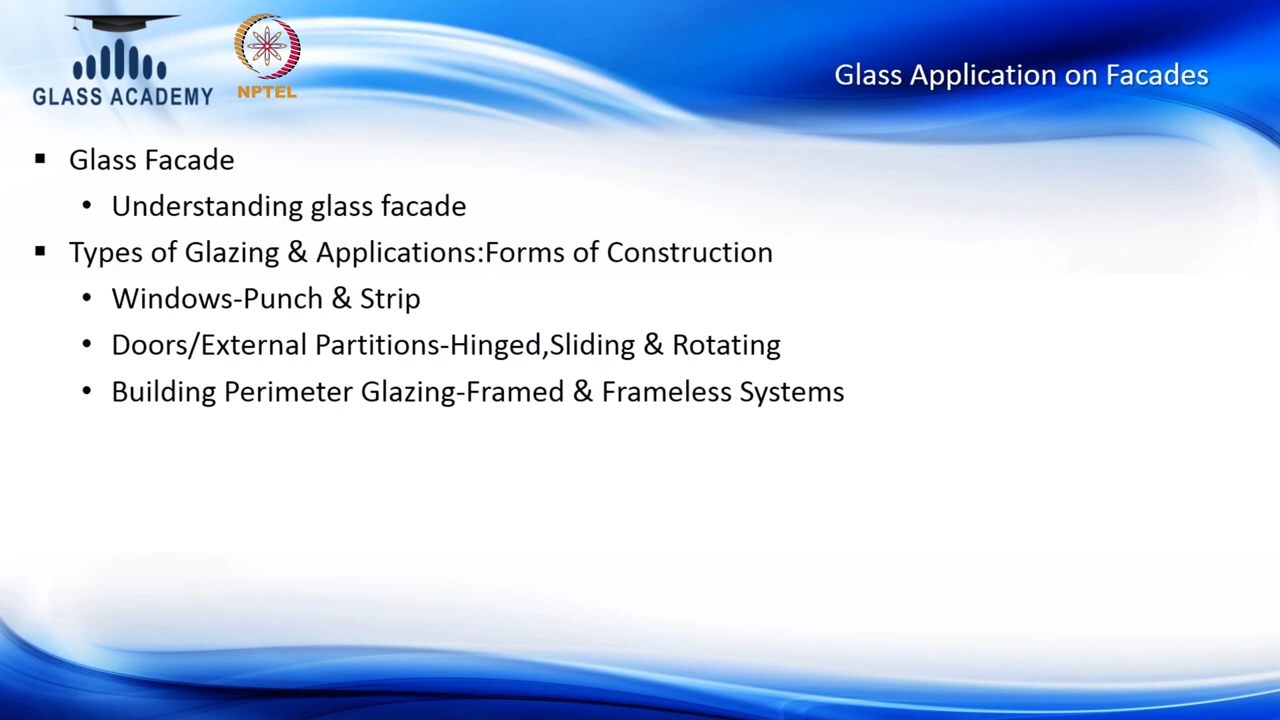 GLASS ACADEMY
NPTEL
Glass Application on Facades
▪ Glass Facade
• Understanding glass facade
▪ Types of Glazing & Applications:Forms of Construction
• Windows-Punch & Strip
• Doors/External Partitions-Hinged,Sliding & Rotating
• Building Perimeter Glazing-Framed & Frameless Systems